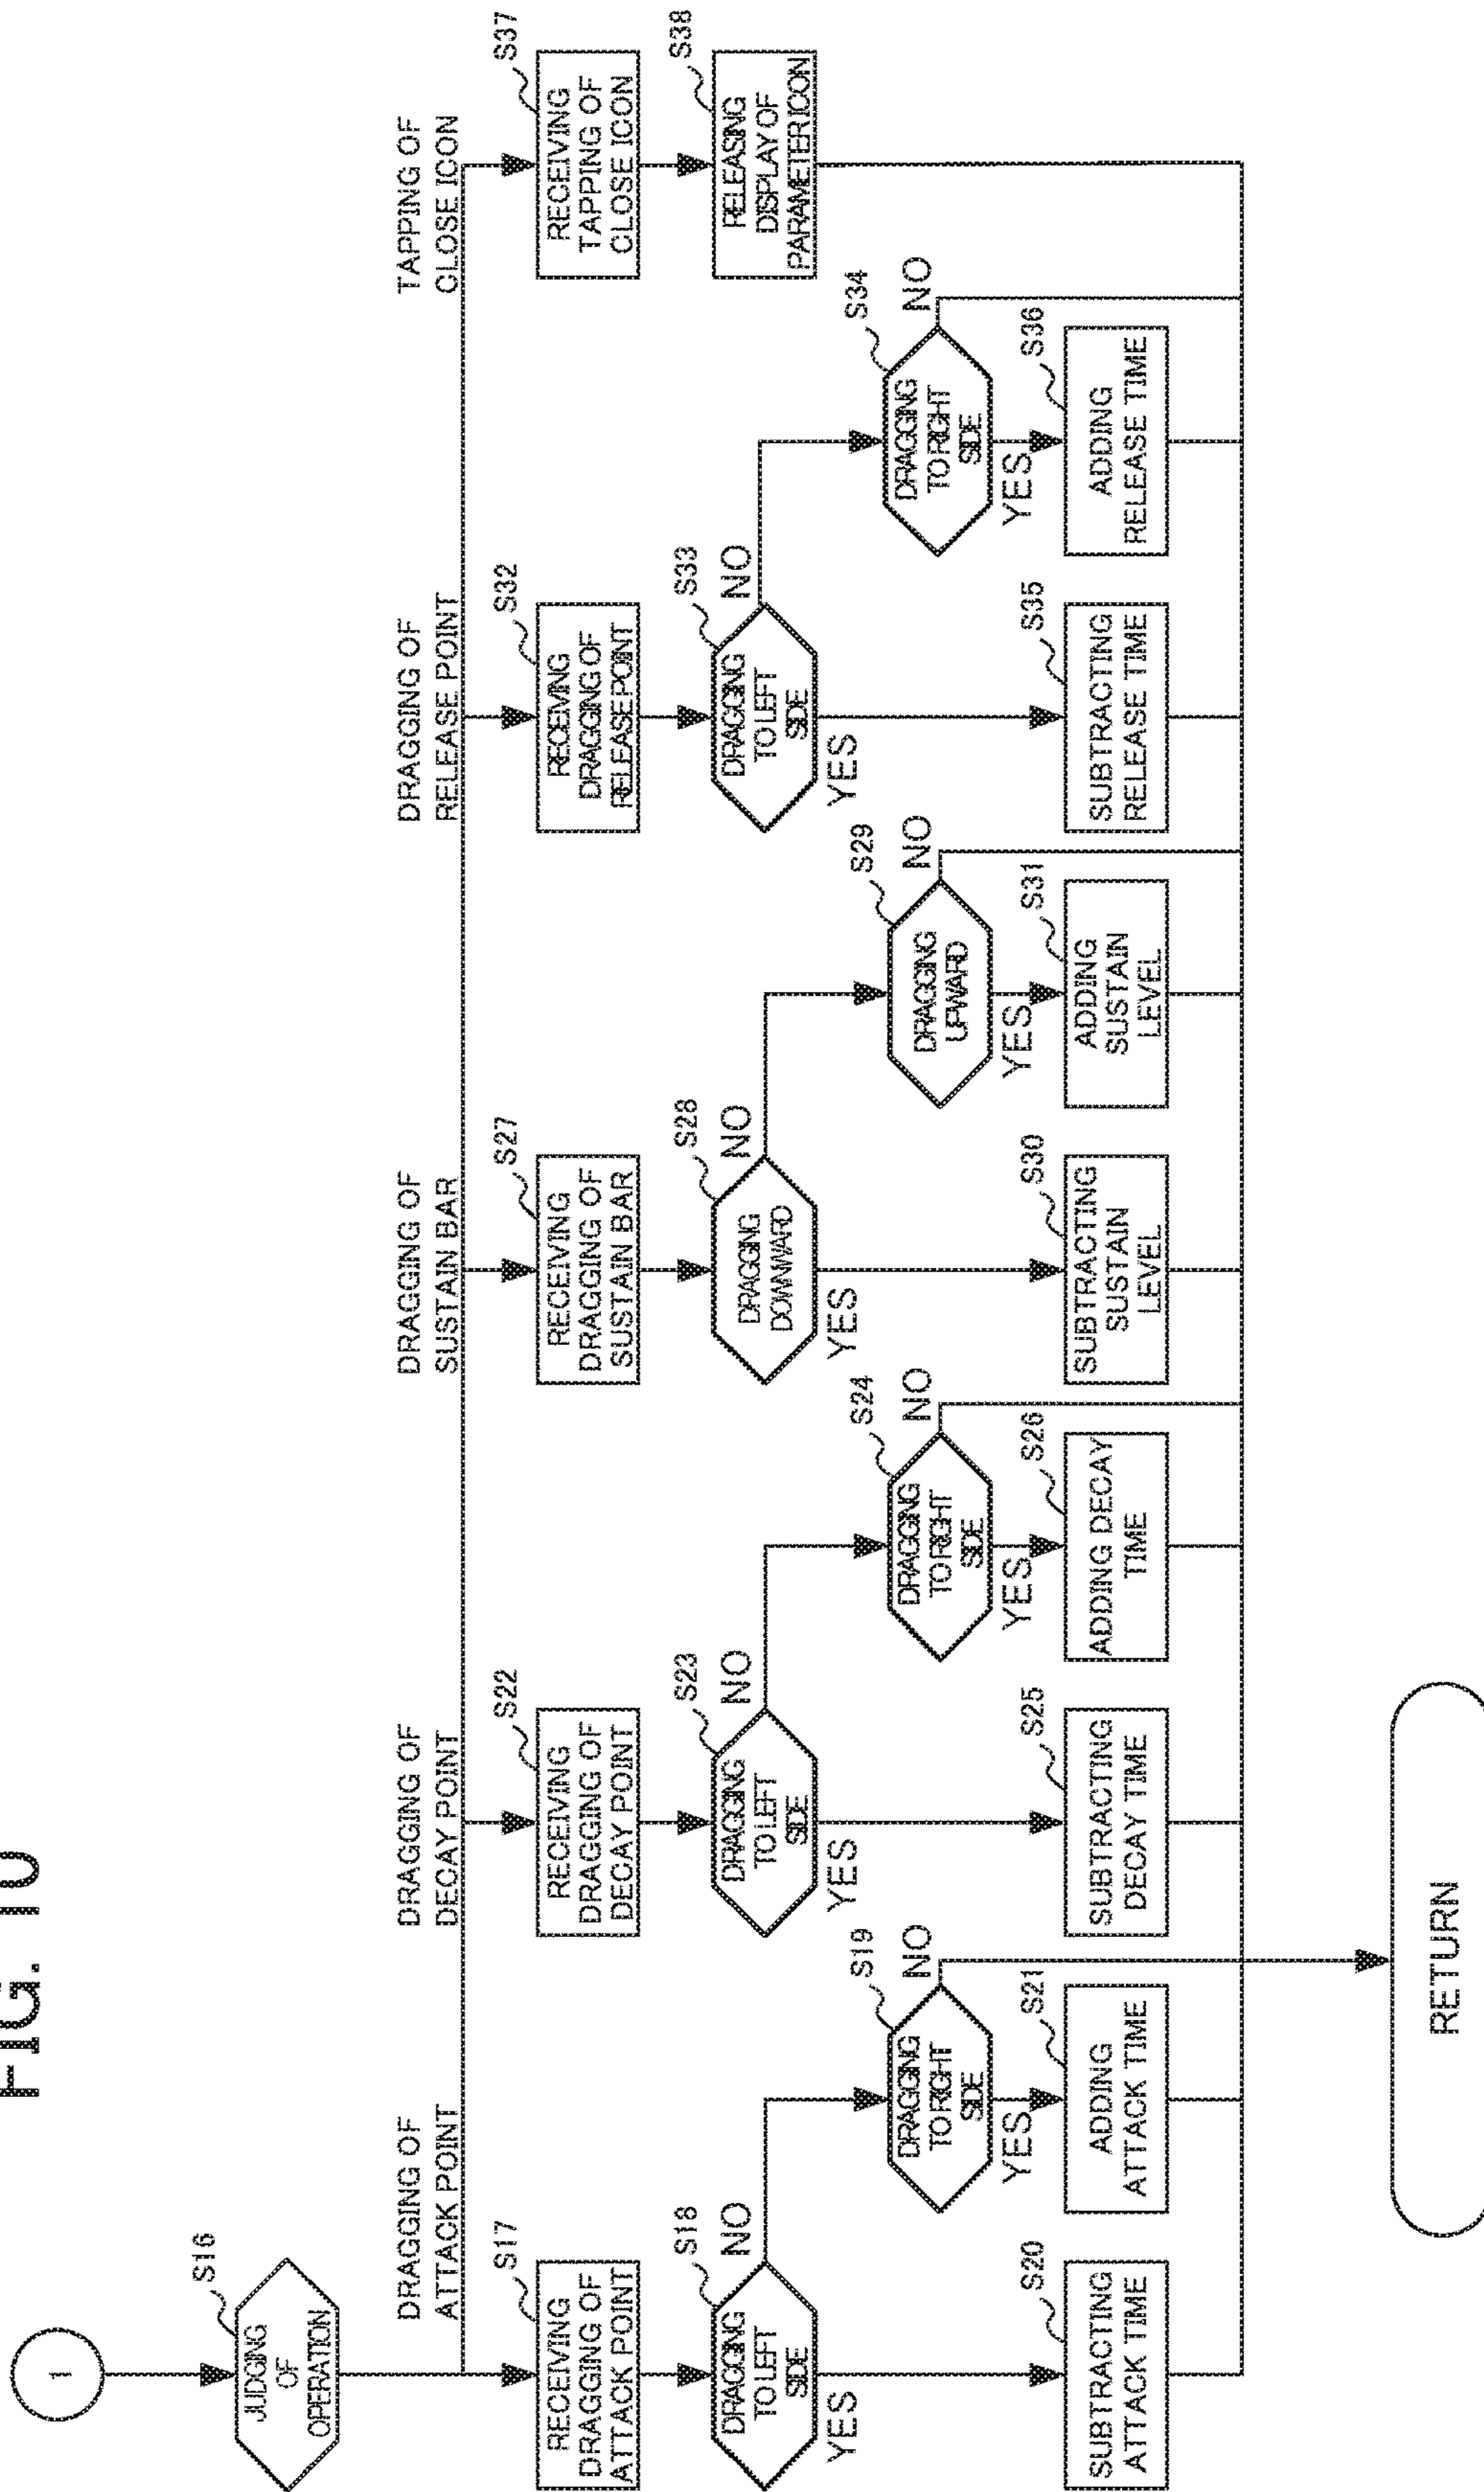 FIG. 10
1
S16
JUDGING
OF
OPERATION
DRAGGING OF
ATTACK POINT
DRAGGING OF
DECAY POINT
DRAGGING OF
SUSTAIN BAR
DRAGGING OF
RELEASE POINT
TAPPING OF
CLOSE ICON
S17
RECEIVING
DRAGGING OF
ATTACK POINT
S22
RECEIVING
DRAGGING OF
DECAY POINT
S27
RECEIVING
DRAGGING OF
SUSTAIN BAR
S32
RECEIVING
DRAGGING OF
RELEASE POINT
S37
RECEIVING
TAPPING OF
CLOSE ICON
S18
DRAGGING
TO LEFT
SIDE
NO
YES
S23
DRAGGING
TO LEFT
SIDE
NO
YES
S28
DRAGGING
DOWNWARD
NO
YES
S33
DRAGGING
TO LEFT
SIDE
NO
YES
S38
RELEASING
DISPLAY OF
PARAMETER ICON
S19
DRAGGING
TO RIGHT
SIDE
NO
YES
S24
DRAGGING
TO RIGHT
SIDE
NO
YES
S29
DRAGGING
UPWARD
NO
YES
S34
DRAGGING
TO RIGHT
SIDE
NO
YES
S20
SUBTRACTING
ATTACK TIME
S21
ADDING
ATTACK TIME
S25
SUBTRACTING
DECAY TIME
S26
ADDING DECAY
TIME
S30
SUBTRACTING
SUSTAIN
LEVEL
S31
ADDING
SUSTAIN
LEVEL
S35
SUBTRACTING
RELEASE TIME
S36
ADDING
RELEASE TIME
RETURN